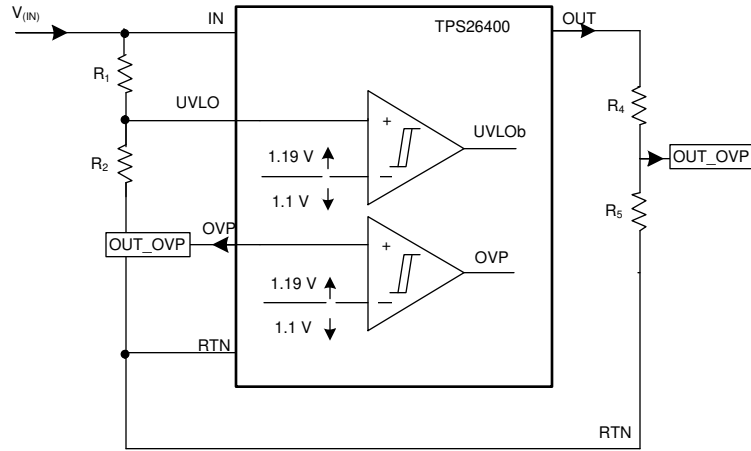 V(IN)
IN
TPS26400
OUT
R1
UVLO
+
UVLOb
R4
OUT_OVP
R2
1.19 V
−
1.1 V
R5
OVP
OUT_OVP
+
OVP
1.19 V
−
1.1 V
RTN
RTN